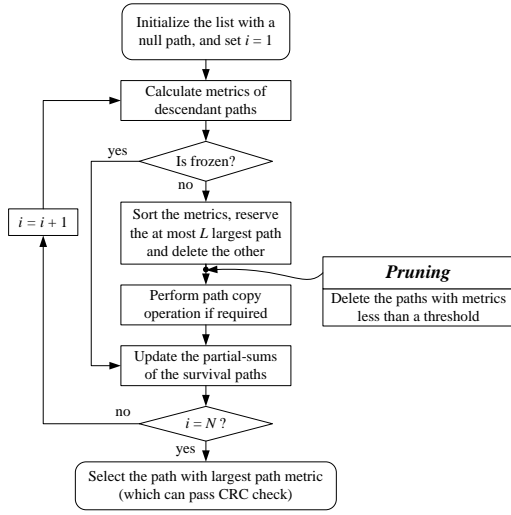 Initialize the list with a
null path, and set i = 1
Calculate metrics of
descendant paths
yes
Is frozen?
no
i = i + 1
Sort the metrics, reserve
the at most L largest path
and delete the other
Pruning
Delete the paths with metrics
less than a threshold
Perform path copy
operation if required
Update the partial-sums
of the survival paths
no
i = N ?
yes
Select the path with largest path metric
(which can pass CRC check)